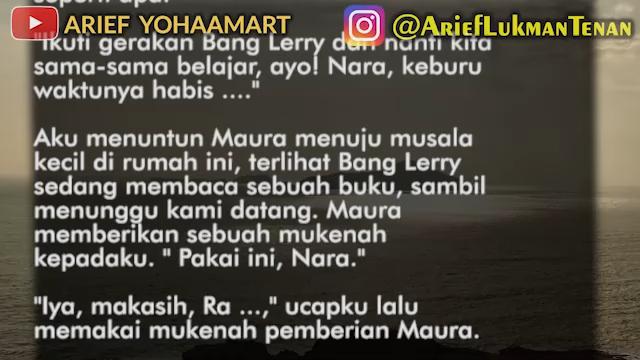 ARIEF YOHAAMART
@AriefLukmanTenan
"Ikuti gerakan Bang Lerry nanti kita
sama-sama belajar, ayo! Nara, keburu
waktunya habis ...."
Aku menuntun Maura menuju musala
kecil di rumah ini, terlihat Bang Lerry
sedang membaca sebuah buku, sambil
menunggu kami datang. Maura
memberikan sebuah mukenah
kepadaku. " Pakai ini, Nara."
"Iya, makasih, Ra ...," ucapku lalu
memakai mukenah pemberian Maura.